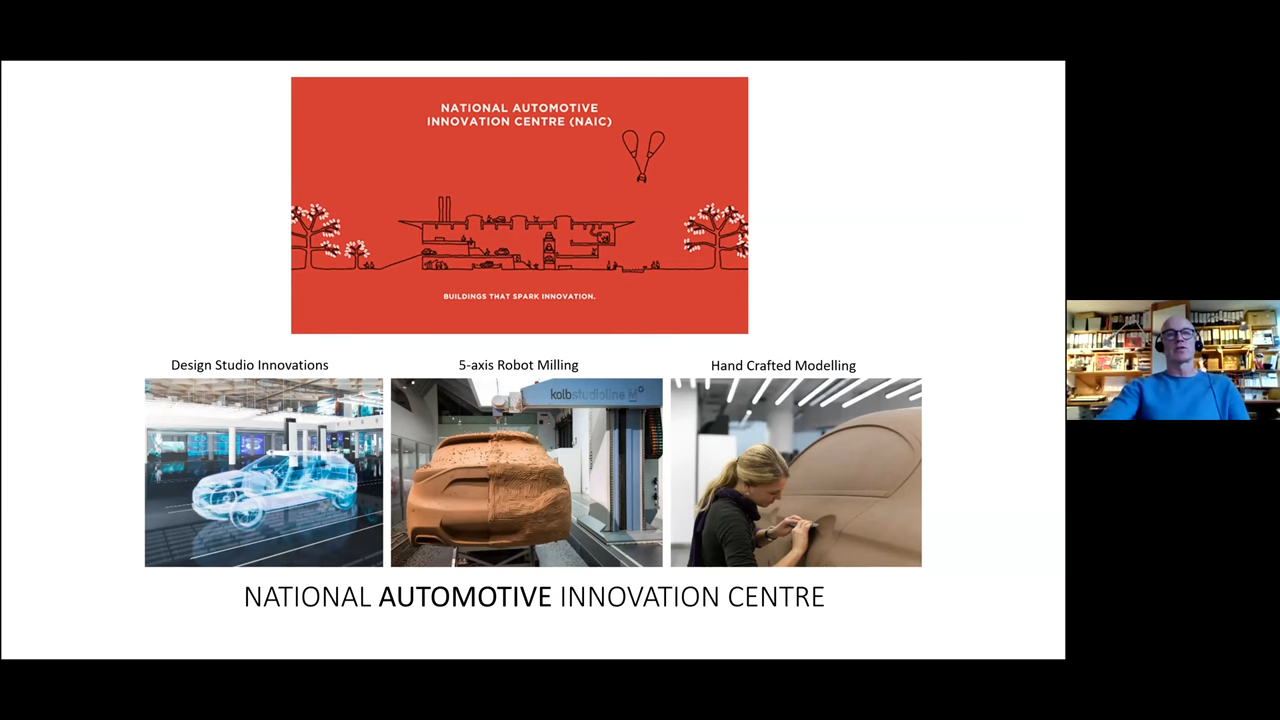 NATIONAL AUTOMOTIVE
INNOVATION CENTRE (NAIC)
BUILDINGS THAT SPARK INNOVATION.
Design Studio Innovations
5-axis Robot Milling
Hand Crafted Modelling
kolbstudioline M
NATIONAL AUTOMOTIVE INNOVATION CENTRE